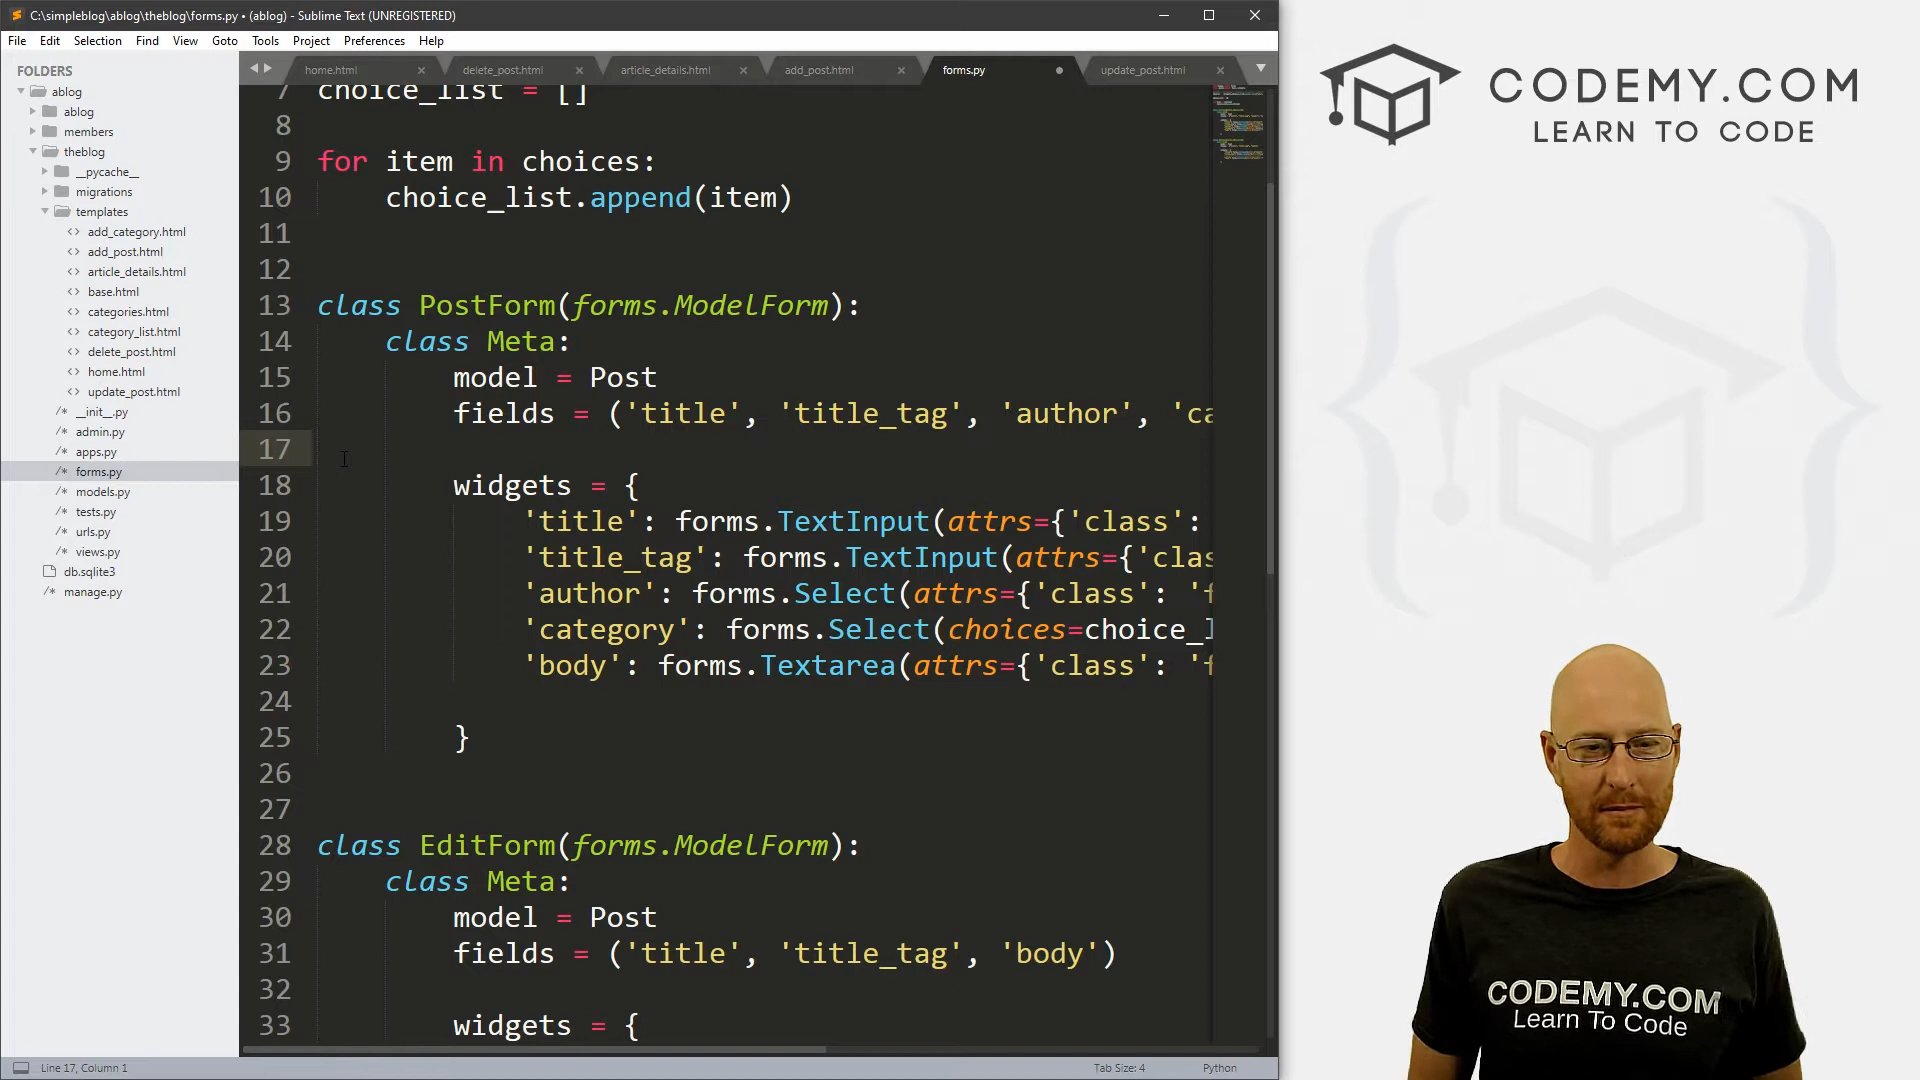 C:\simpleblog\ablog\theblog\forms.py • (ablog) - Sublime Text (UNREGISTERED)
File Edit Selection Find View Goto Tools Project Preferences Help
FOLDERS
ablog
ablog
members
theblog
__pycache__
migrations
templates
add_category.html
add_post.html
article_details.html
base.html
categories.html
category_list.html
delete_post.html
home.html
update_post.html
__init__.py
admin.py
apps.py
forms.py
models.py
tests.py
urls.py
views.py
db.sqlite3
manage.py
home.html delete_post.html article_details.html add_post.html forms.py update_post.html
7 choice_list = []
8
9 for item in choices:
10 choice_list.append(item)
11
12
13 class PostForm(forms.ModelForm):
14 class Meta:
15 model = Post
16 fields = ('title', 'title_tag', 'author', 'ca
17
18 widgets = {
19 'title': forms.TextInput(attrs={'class':
20 'title_tag': forms.TextInput(attrs={'clas
21 'author': forms.Select(attrs={'class': 'f
22 'category': forms.Select(choices=choice_l
23 'body': forms.Textarea(attrs={'class': 'f
24
25 }
26
27
28 class EditForm(forms.ModelForm):
29 class Meta:
30 model = Post
31 fields = ('title', 'title_tag', 'body')
32
33 widgets = {
Line 17, Column 1
Tab Size: 4
Python
CODEMY.COM
LEARN TO CODE
CODEMY.COM
Learn To Code